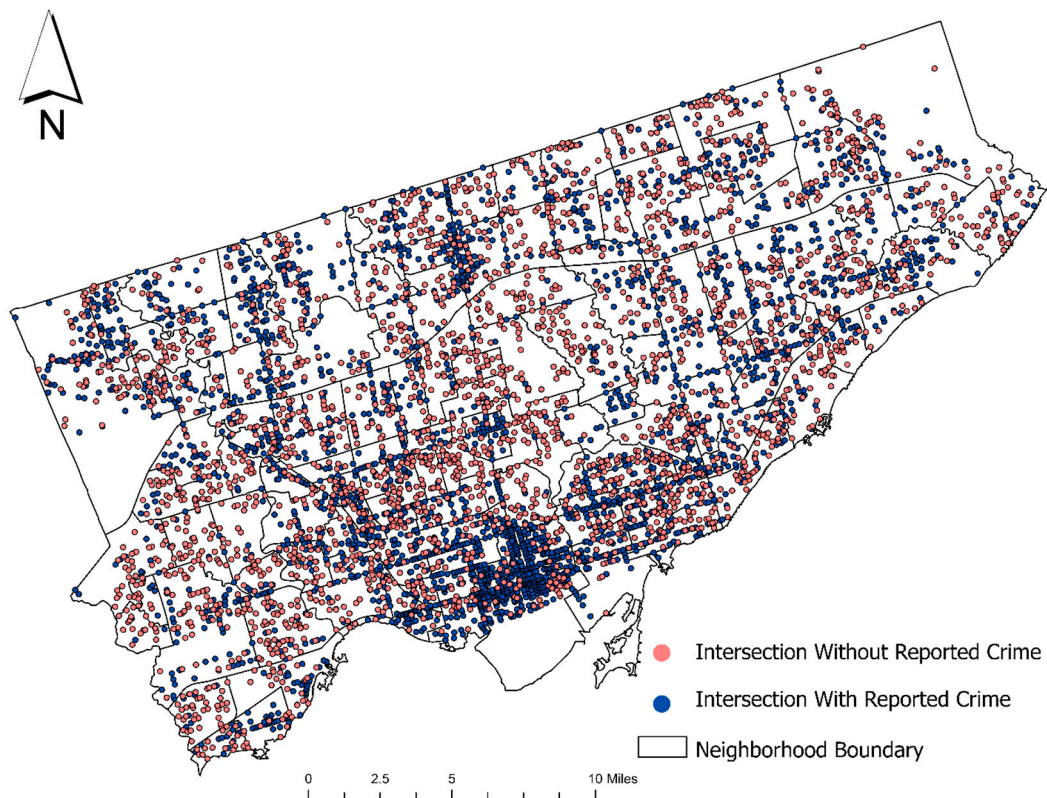 N
Intersection Without Reported Crime
Intersection With Reported Crime
Neighborhood Boundary
0 2.5 5 10 Miles